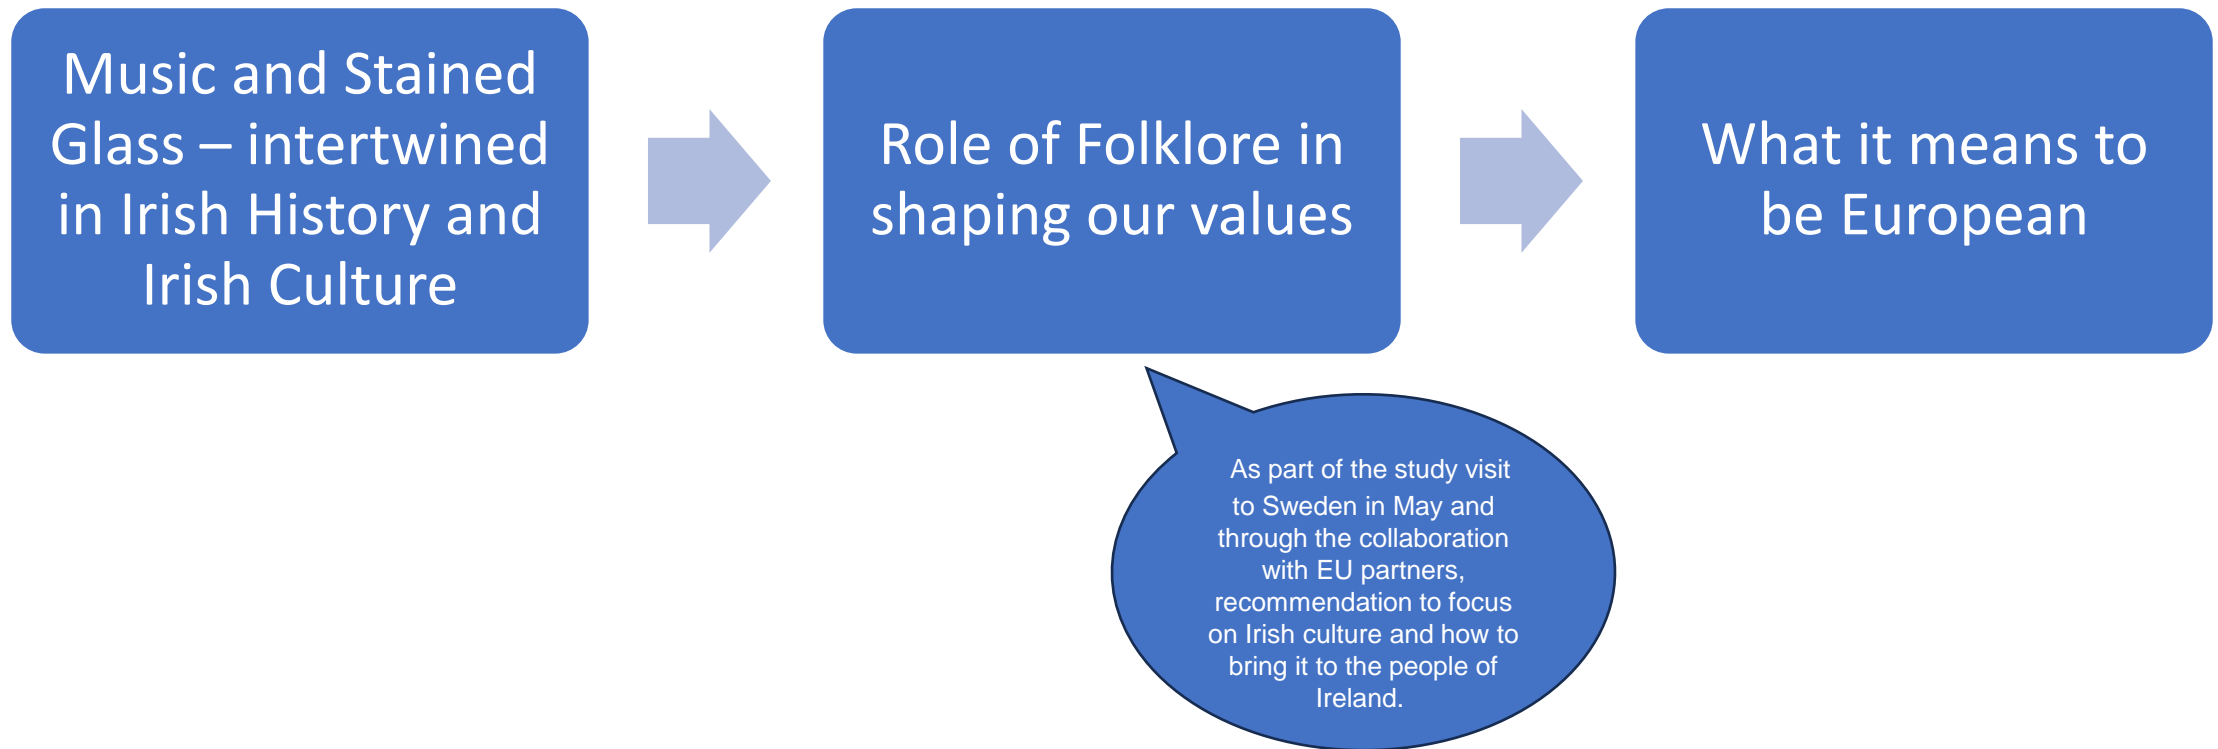 Music and Stained
Glass – intertwined
in Irish History and
Irish Culture
Role of Folklore in
shaping our values
What it means to
be European
As part of the study visit
to Sweden in May and
through the collaboration
with EU partners,
recommendation to focus
on Irish culture and how to
bring it to the people of
Ireland.